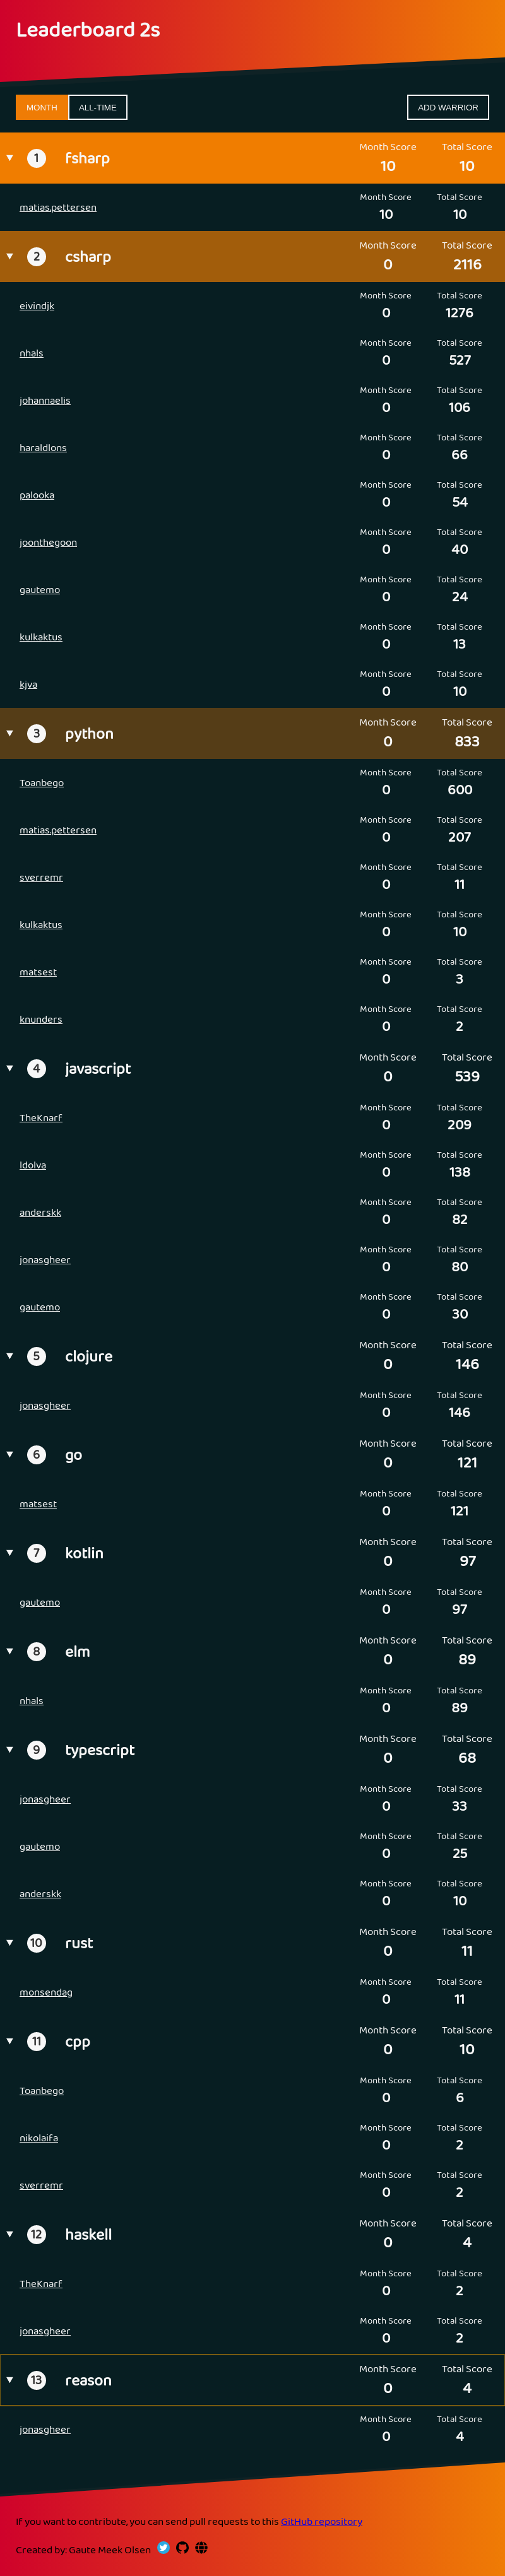 Leaderboard 2s
MONTH ALL-TIME ADD WARRIOR
Month Score Total Score
1 fsharp
10 10
Month Score Total Score
matias.pettersen
10 10
Month Score Total Score
2 csharp
0 2116
Month Score Total Score
eivindjk
0 1276
Month Score Total Score
nhals
0 527
Month Score Total Score
johannaelis
0 106
Month Score Total Score
haraldlons
0 66
Month Score Total Score
palooka
0 54
Month Score Total Score
joonthegoon
0 40
Month Score Total Score
gautemo
0 24
Month Score Total Score
kulkaktus
0 13
Month Score Total Score
kjva
0 10
Month Score Total Score
3 python
0 833
Month Score Total Score
Toanbego
0 600
Month Score Total Score
matias.pettersen
0 207
Month Score Total Score
sverremr
0 11
Month Score Total Score
kulkaktus
0 10
Month Score Total Score
matsest
0 3
Month Score Total Score
knunders
0 2
Month Score Total Score
4 javascript
0 539
Month Score Total Score
TheKnarf
0 209
Month Score Total Score
ldolva
0 138
Month Score Total Score
anderskk
0 82
Month Score Total Score
jonasgheer
0 80
Month Score Total Score
gautemo
0 30
Month Score Total Score
5 clojure
0 146
Month Score Total Score
jonasgheer
0 146
Month Score Total Score
6 go
0 121
Month Score Total Score
matsest
0 121
Month Score Total Score
7 kotlin
0 97
Month Score Total Score
gautemo
0 97
Month Score Total Score
8 elm
0 89
Month Score Total Score
nhals
0 89
Month Score Total Score
9 typescript
0 68
Month Score Total Score
jonasgheer
0 33
Month Score Total Score
gautemo
0 25
Month Score Total Score
anderskk
0 10
Month Score Total Score
10 rust
0 11
Month Score Total Score
monsendag
0 11
Month Score Total Score
11 cpp
0 10
Month Score Total Score
Toanbego
0 6
Month Score Total Score
nikolaifa
0 2
Month Score Total Score
sverremr
0 2
Month Score Total Score
12 haskell
0 4
Month Score Total Score
TheKnarf
0 2
Month Score Total Score
jonasgheer
0 2
Month Score Total Score
13 reason
0 4
Month Score Total Score
jonasgheer
0 4
If you want to contribute, you can send pull requests to this GitHub repository
Created by: Gaute Meek Olsen